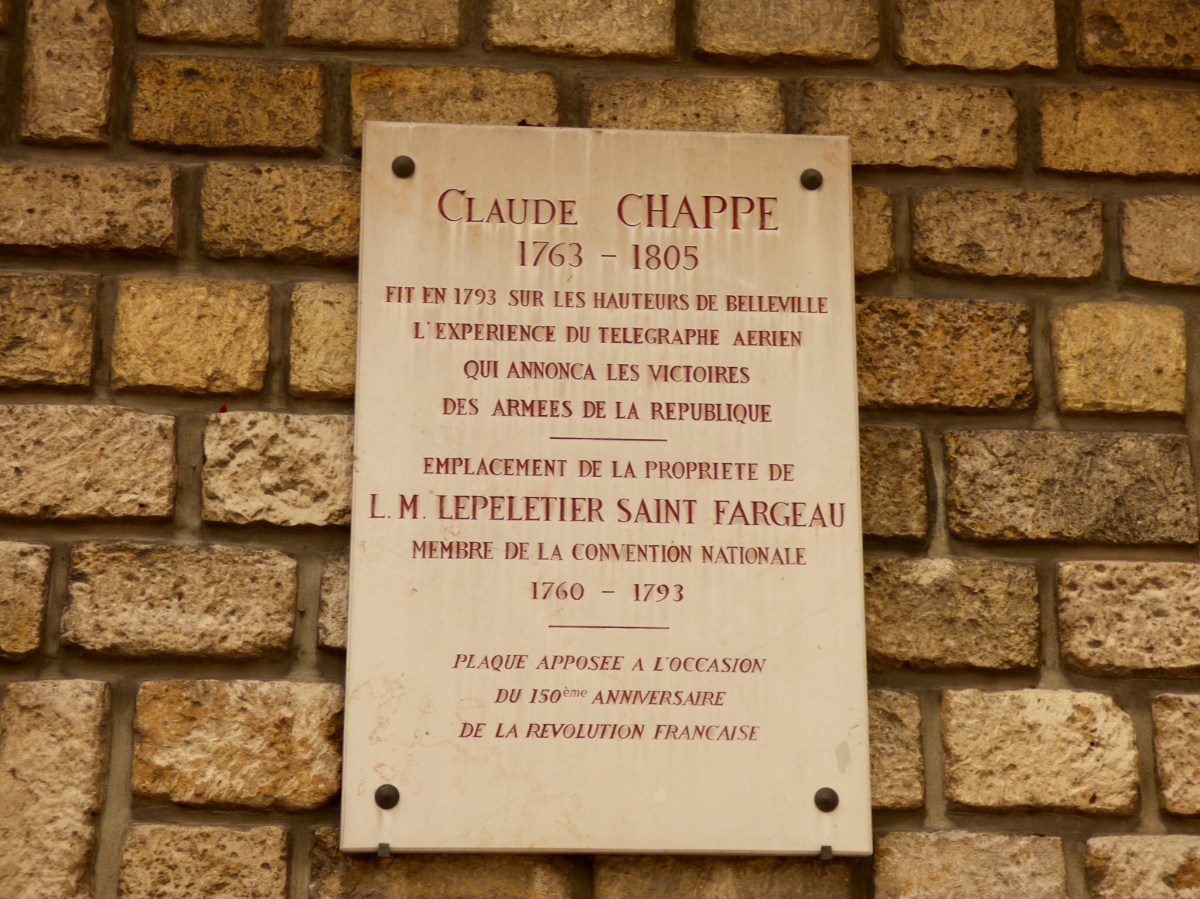 CLAUDE CHAPPE
1763 - 1805
FIT EN 1793 SUR LES HAUTEURS DE BELLEVILLE
L'EXPERIENCE DU TELEGRAPHE AERIEN
QUI ANNONCA LES VICTOIRES
DES ARMEES DE LA REPUBLIQUE
EMPLACEMENT DE LA PROPRIETE DE
L. M. LEPELETIER SAINT FARGEAU
MEMBRE DE LA CONVENTION NATIONALE
1760 - 1793
PLAQUE APPOSEE A L'OCCASION
DU 150ème ANNIVERSAIRE
DE LA REVOLUTION FRANCAISE